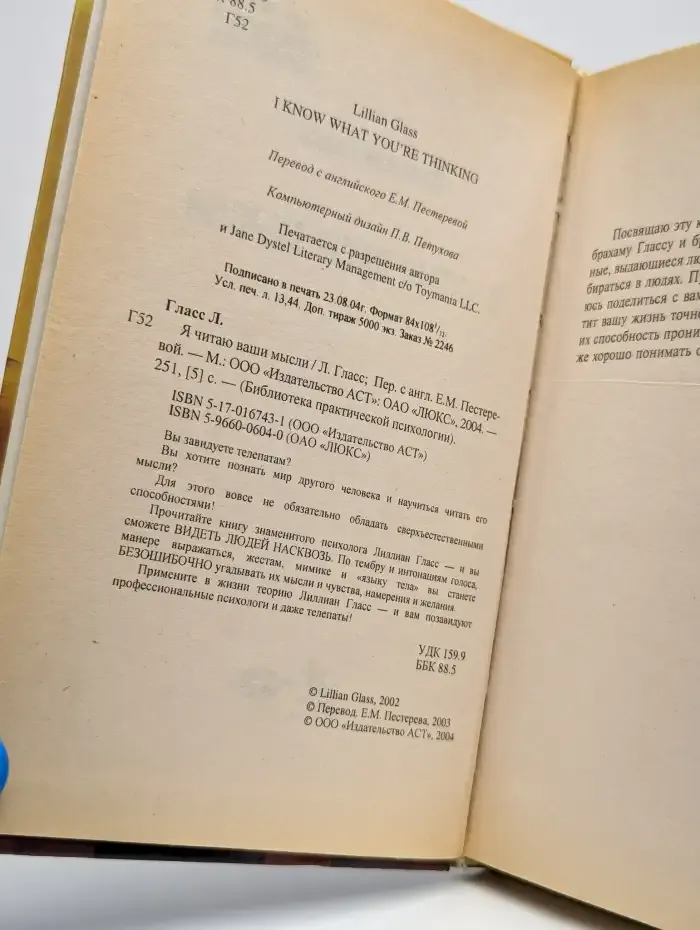 88.5
Г52
Lillian Glass
I KNOW WHAT YOU'RE THINKING
Перевод с английского Е.М. Пестеревой
Компьютерный дизайн П.В. Петухова
Печатается с разрешения автора
и Jane Dystel Literary Management c/o Toymania LLC.
Подписано в печать 23.08.04г. Формат 84х108¹/₃₂.
Усл. печ. л. 13,44. Доп. тираж 5000 экз. Заказ № 2246
Гласс Л.
Г52 Я читаю ваши мысли / Л. Гласс; Пер. с англ. Е.М. Пестере-
вой. — М.: ООО «Издательство АСТ»: ОАО «ЛЮКС», 2004. —
251, [5] с. — (Библиотека практической психологии).
ISBN 5-17-016743-1 (ООО «Издательство АСТ»)
ISBN 5-9660-0604-0 (ОАО «ЛЮКС»)
Вы завидуете телепатам?
Вы хотите познать мир другого человека и научиться читать его
мысли?
Для этого вовсе не обязательно обладать сверхъестественными
способностями!
Прочитайте книгу знаменитого психолога Лиллиан Гласс — и вы
сможете ВИДЕТЬ ЛЮДЕЙ НАСКВОЗЬ. По тембру и интонациям голоса,
манере выражаться, жестам, мимике и «языку тела» вы станете
БЕЗОШИБОЧНО угадывать их мысли и чувства, намерения и желания.
Примените в жизни теорию Лиллиан Гласс — и вам позавидуют
профессиональные психологи и даже телепаты!
УДК 159.9
ББК 88.5
© Lillian Glass, 2002
© Перевод. Е.М. Пестерева, 2003
© ООО «Издательство АСТ», 2004
Посвящаю эту
брахаму Глассу и
ные, выдающиеся
бираться в людях.
юсь поделиться с
тит вашу жизнь
их способность
же хорошо понимать